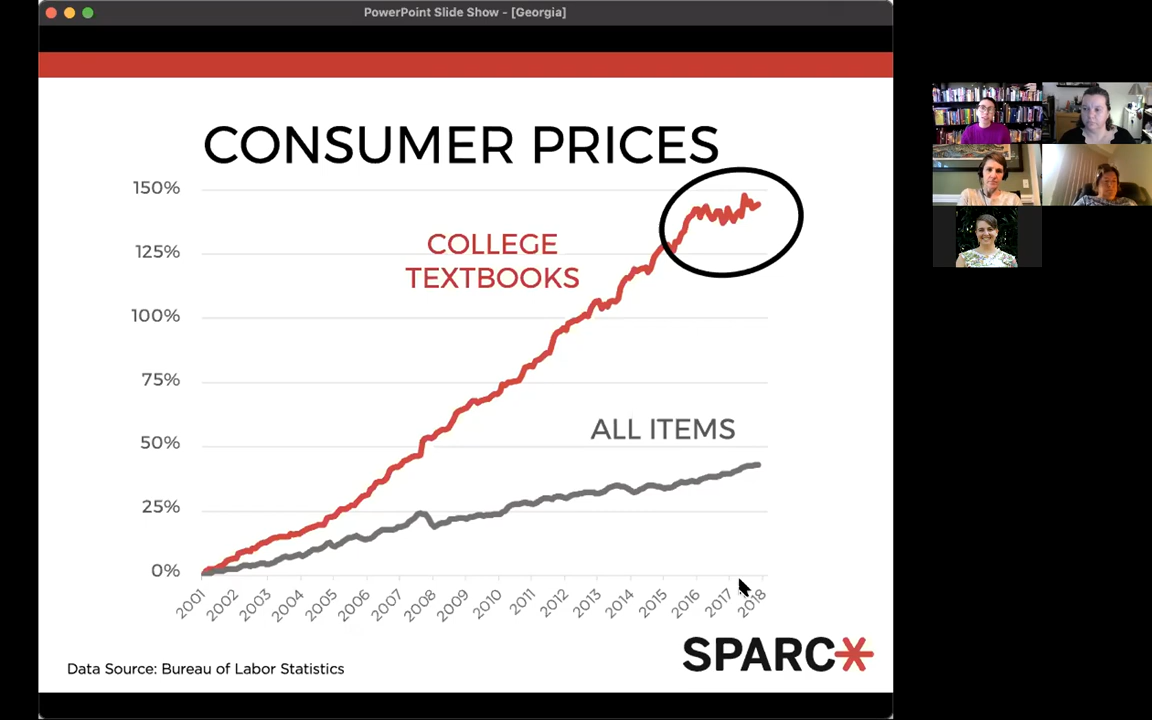 PowerPoint Slide Show - [Georgia]
CONSUMER PRICES
150%
125%
100%
75%
50%
25%
0%
COLLEGE
TEXTBOOKS
ALL ITEMS
2001 2002 2003 2004 2005 2006 2007 2008 2009 2010 2011 2012 2013 2014 2015 2016 2017 2018
Data Source: Bureau of Labor Statistics
SPARC